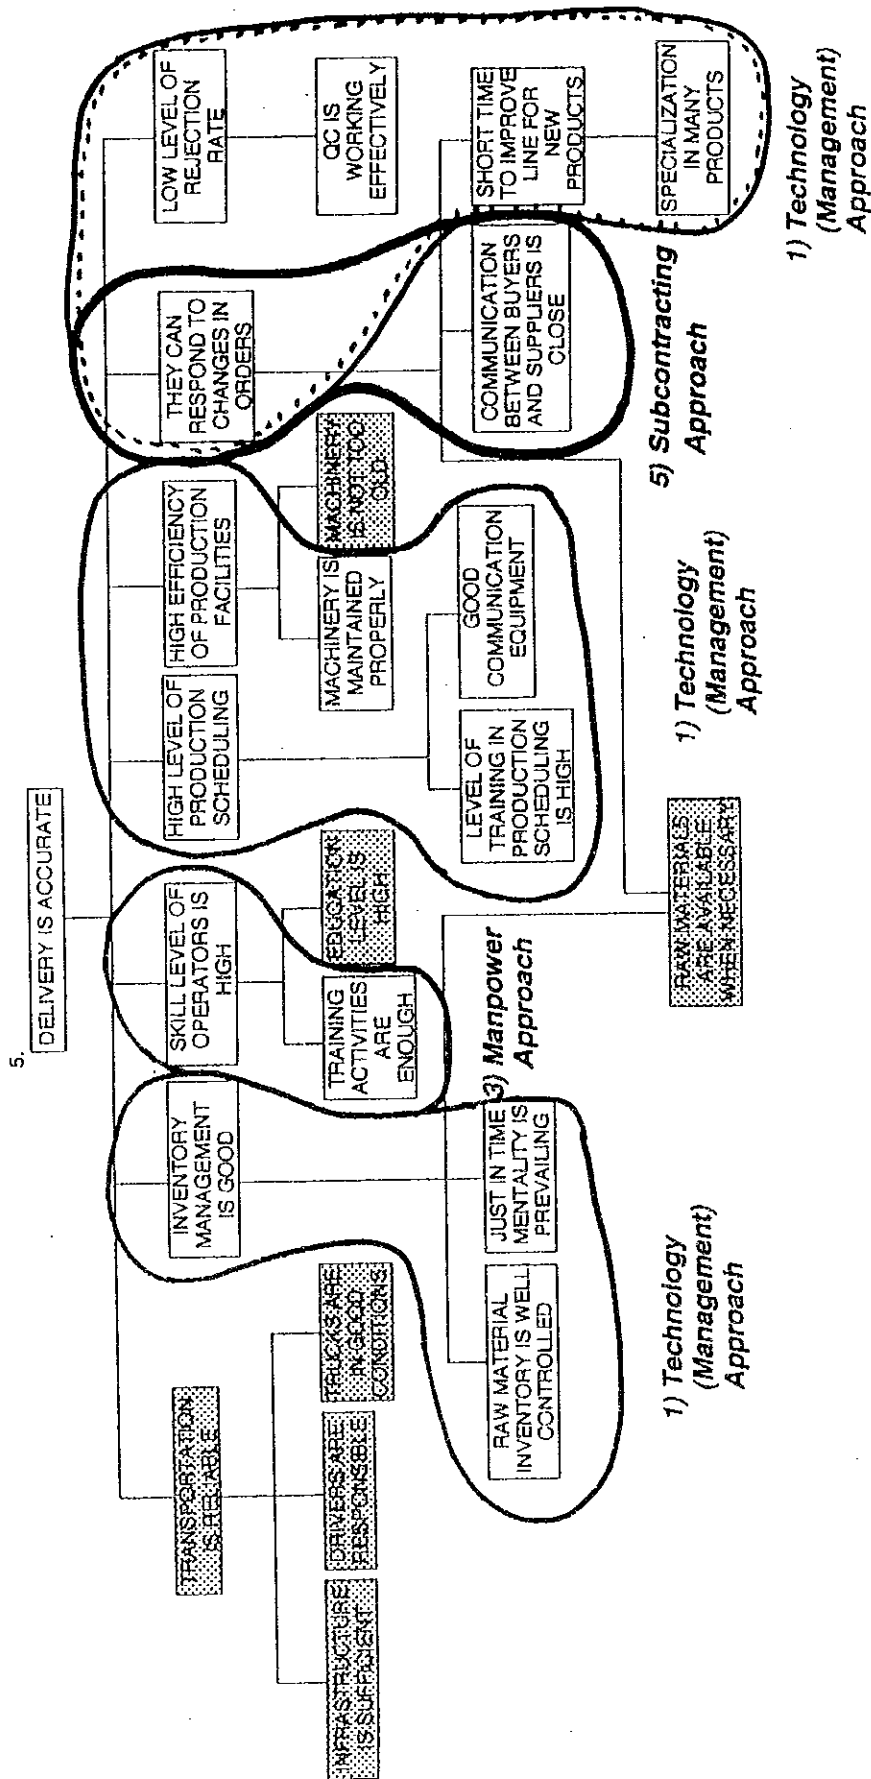 5.
DELIVERY IS ACCURATE
TRANSPORTATION
IS RELIABLE
INVENTORY
MANAGEMENT
IS GOOD
SKILL LEVEL OF
OPERATORS IS
HIGH
HIGH LEVEL OF
PRODUCTION
SCHEDULING
HIGH EFFICIENCY
OF PRODUCTION
FACILITIES
THEY CAN
RESPOND TO
CHANGES IN
ORDERS
LOW LEVEL OF
REJECTION
RATE
INFRASTRUCTURE
IS SUFFICIENT
DRIVERS ARE
RESPONSIBLE
TRUCKS ARE
IN GOOD
CONDITIONS
TRAINING
ACTIVITIES
ARE
ENOUGH
EDUCATION
LEVEL IS
HIGH
MACHINERY IS
MAINTAINED
PROPERLY
MACHINERY
IS NOT TOO
OLD
QC IS
WORKING
EFFECTIVELY
RAW MATERIAL
INVENTORY IS WELL
CONTROLLED
JUST IN TIME
MENTALITY IS
PREVAILING
LEVEL OF
TRAINING IN
PRODUCTION
SCHEDULING
IS HIGH
GOOD
COMMUNICATION
EQUIPMENT
COMMUNICATION
BETWEEN BUYERS
AND SUPPLIERS IS
CLOSE
SHORT TIME
TO IMPROVE
LINE FOR
NEW
PRODUCTS
3) Manpower
Approach
RAW MATERIALS
ARE AVAILABLE
WHEN NECESSARY
SPECIALIZATION
IN MANY
PRODUCTS
1) Technology
(Management)
Approach
1) Technology
(Management)
Approach
5) Subcontracting
Approach
1) Technology
(Management)
Approach